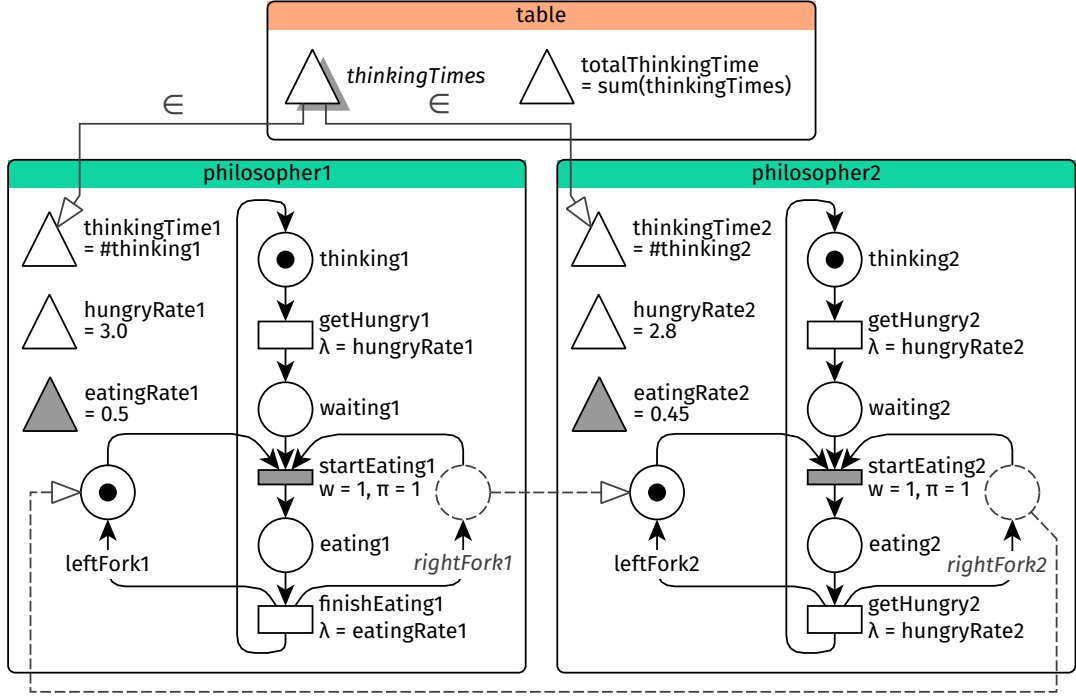 table
thinkingTimes
totalThinkingTime
= sum(thinkingTimes)
∈
∈
philosopher1
thinkingTime1
= #thinking1
hungryRate1
= 3.0
eatingRate1
= 0.5
thinking1
getHungry1
λ = hungryRate1
waiting1
startEating1
w = 1, π = 1
eating1
leftFork1
rightFork1
finishEating1
λ = eatingRate1
philosopher2
thinkingTime2
= #thinking2
hungryRate2
= 2.8
eatingRate2
= 0.45
thinking2
getHungry2
λ = hungryRate2
waiting2
startEating2
w = 1, π = 1
eating2
leftFork2
rightFork2
getHungry2
λ = hungryRate2